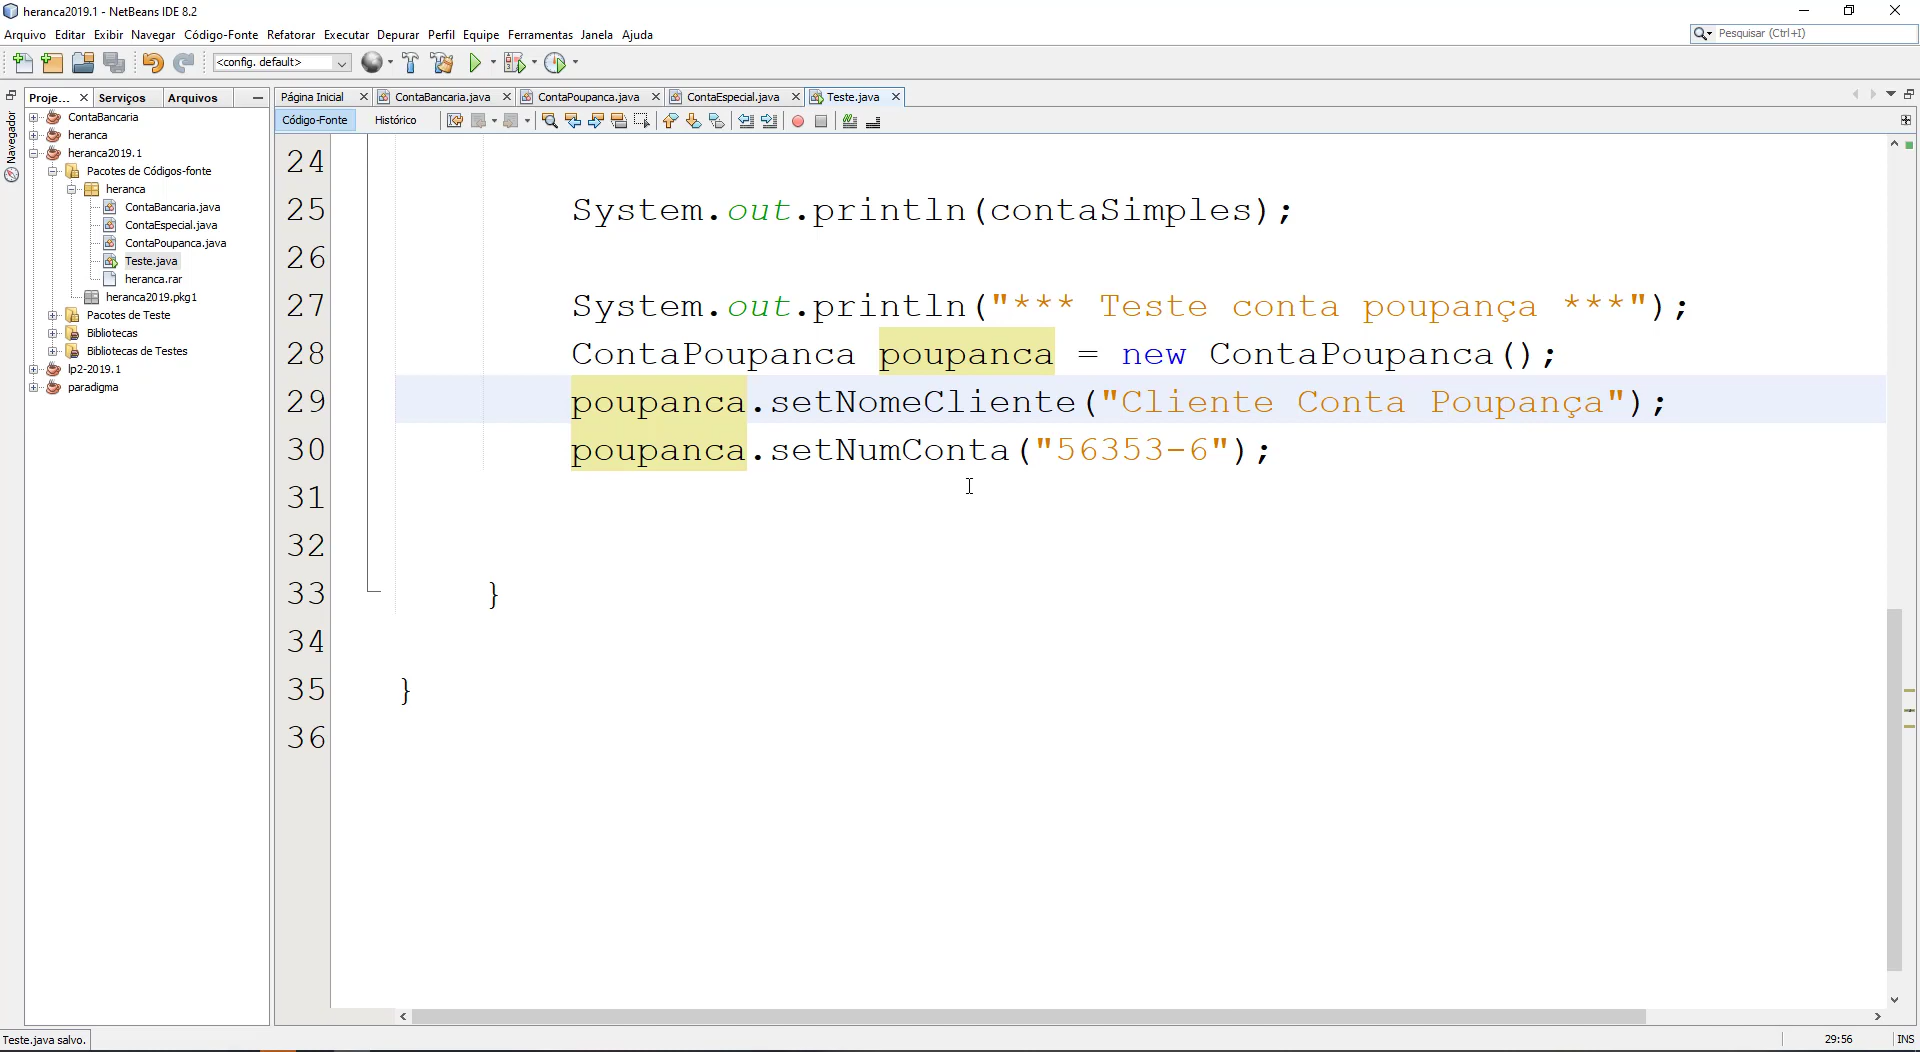 heranca2019.1 - NetBeans IDE 8.2
Arquivo Editar Exibir Navegar Código-Fonte Refatorar Executar Depurar Perfil Equipe Ferramentas Janela Ajuda
Pesquisar (Ctrl+I)
<config. default>
Proje... Serviços Arquivos
Página Inicial ContaBancaria.java ContaPoupanca.java ContaEspecial.java Teste.java
Código-Fonte Histórico
Navegador
ContaBancaria
heranca
heranca2019.1
Pacotes de Códigos-fonte
heranca
ContaBancaria.java
ContaEspecial.java
ContaPoupanca.java
Teste.java
heranca.rar
heranca2019.pkg1
Pacotes de Teste
Bibliotecas
Bibliotecas de Testes
lp2-2019.1
paradigma
24
25 System.out.println(contaSimples);
26
27 System.out.println("*** Teste conta poupança ***");
28 ContaPoupanca poupanca = new ContaPoupanca();
29 poupanca.setNomeCliente("Cliente Conta Poupança");
30 poupanca.setNumConta("56353-6");
31
32
33 }
34
35 }
36
Teste.java salvo.
29:56 INS